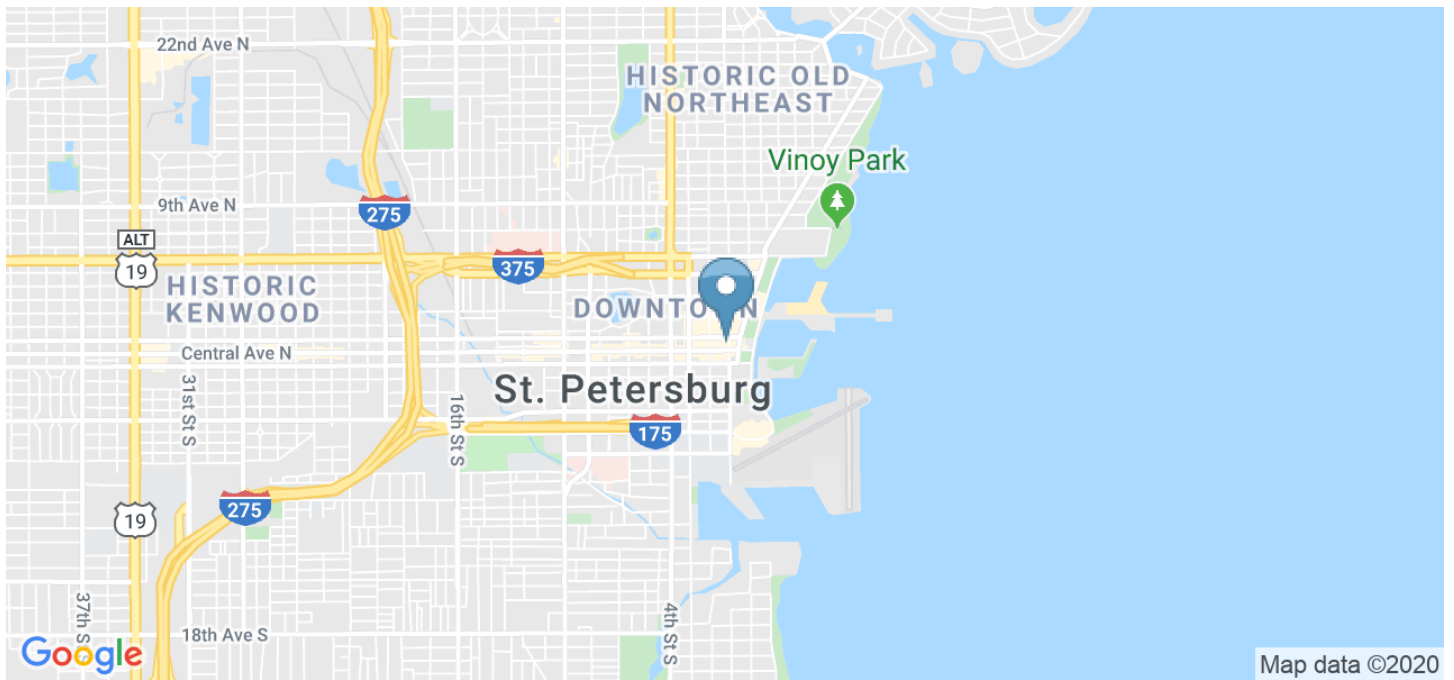 22nd Ave N
HISTORIC OLD
NORTHEAST
Vinoy Park
9th Ave N
275
ALT
19
375
HISTORIC
KENWOOD
DOWNTOWN
Central Ave N
31st St S
St. Petersburg
16th St S
175
275
19
37th S
18th Ave S
4th St S
Google
Map data ©2020